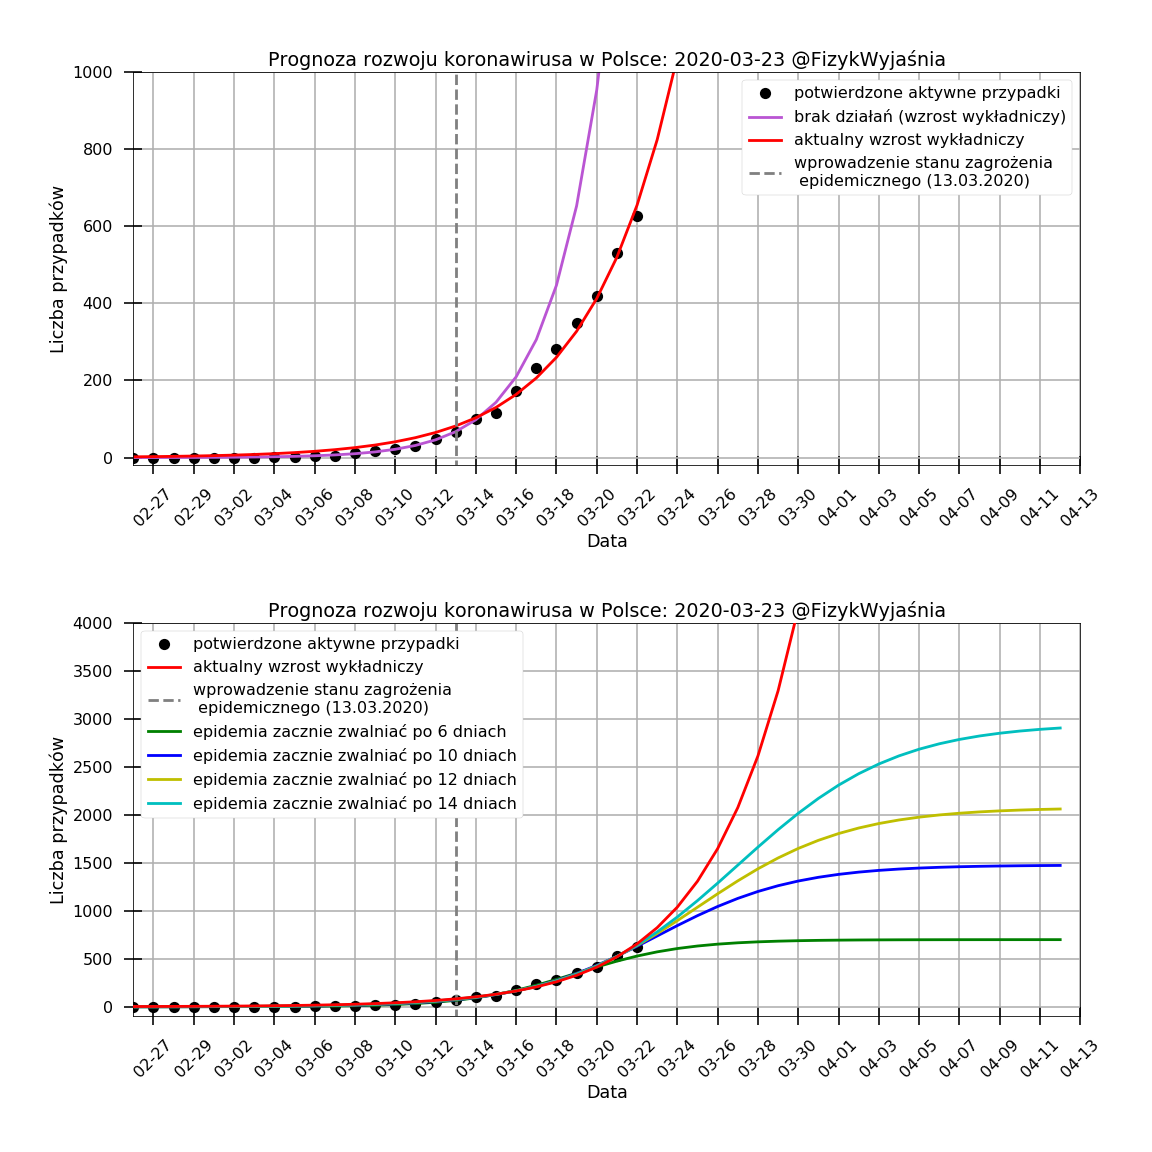 Prognoza rozwoju koronawirusa w Polsce: 2020-03-23 @FizykWyjaśnia
1000
800
600
400
200
0
Liczba przypadków
potwierdzone aktywne przypadki
brak działań (wzrost wykładniczy)
aktualny wzrost wykładniczy
wprowadzenie stanu zagrożenia
epidemicznego (13.03.2020)
02-27 02-29 03-02 03-04 03-06 03-08 03-10 03-12 03-14 03-16 03-18 03-20 03-22 03-24 03-26 03-28 03-30 04-01 04-03 04-05 04-07 04-09 04-11 04-13
Data
Prognoza rozwoju koronawirusa w Polsce: 2020-03-23 @FizykWyjaśnia
4000
3500
3000
2500
2000
1500
1000
500
0
Liczba przypadków
potwierdzone aktywne przypadki
aktualny wzrost wykładniczy
wprowadzenie stanu zagrożenia
epidemicznego (13.03.2020)
epidemia zacznie zwalniać po 6 dniach
epidemia zacznie zwalniać po 10 dniach
epidemia zacznie zwalniać po 12 dniach
epidemia zacznie zwalniać po 14 dniach
02-27 02-29 03-02 03-04 03-06 03-08 03-10 03-12 03-14 03-16 03-18 03-20 03-22 03-24 03-26 03-28 03-30 04-01 04-03 04-05 04-07 04-09 04-11 04-13
Data